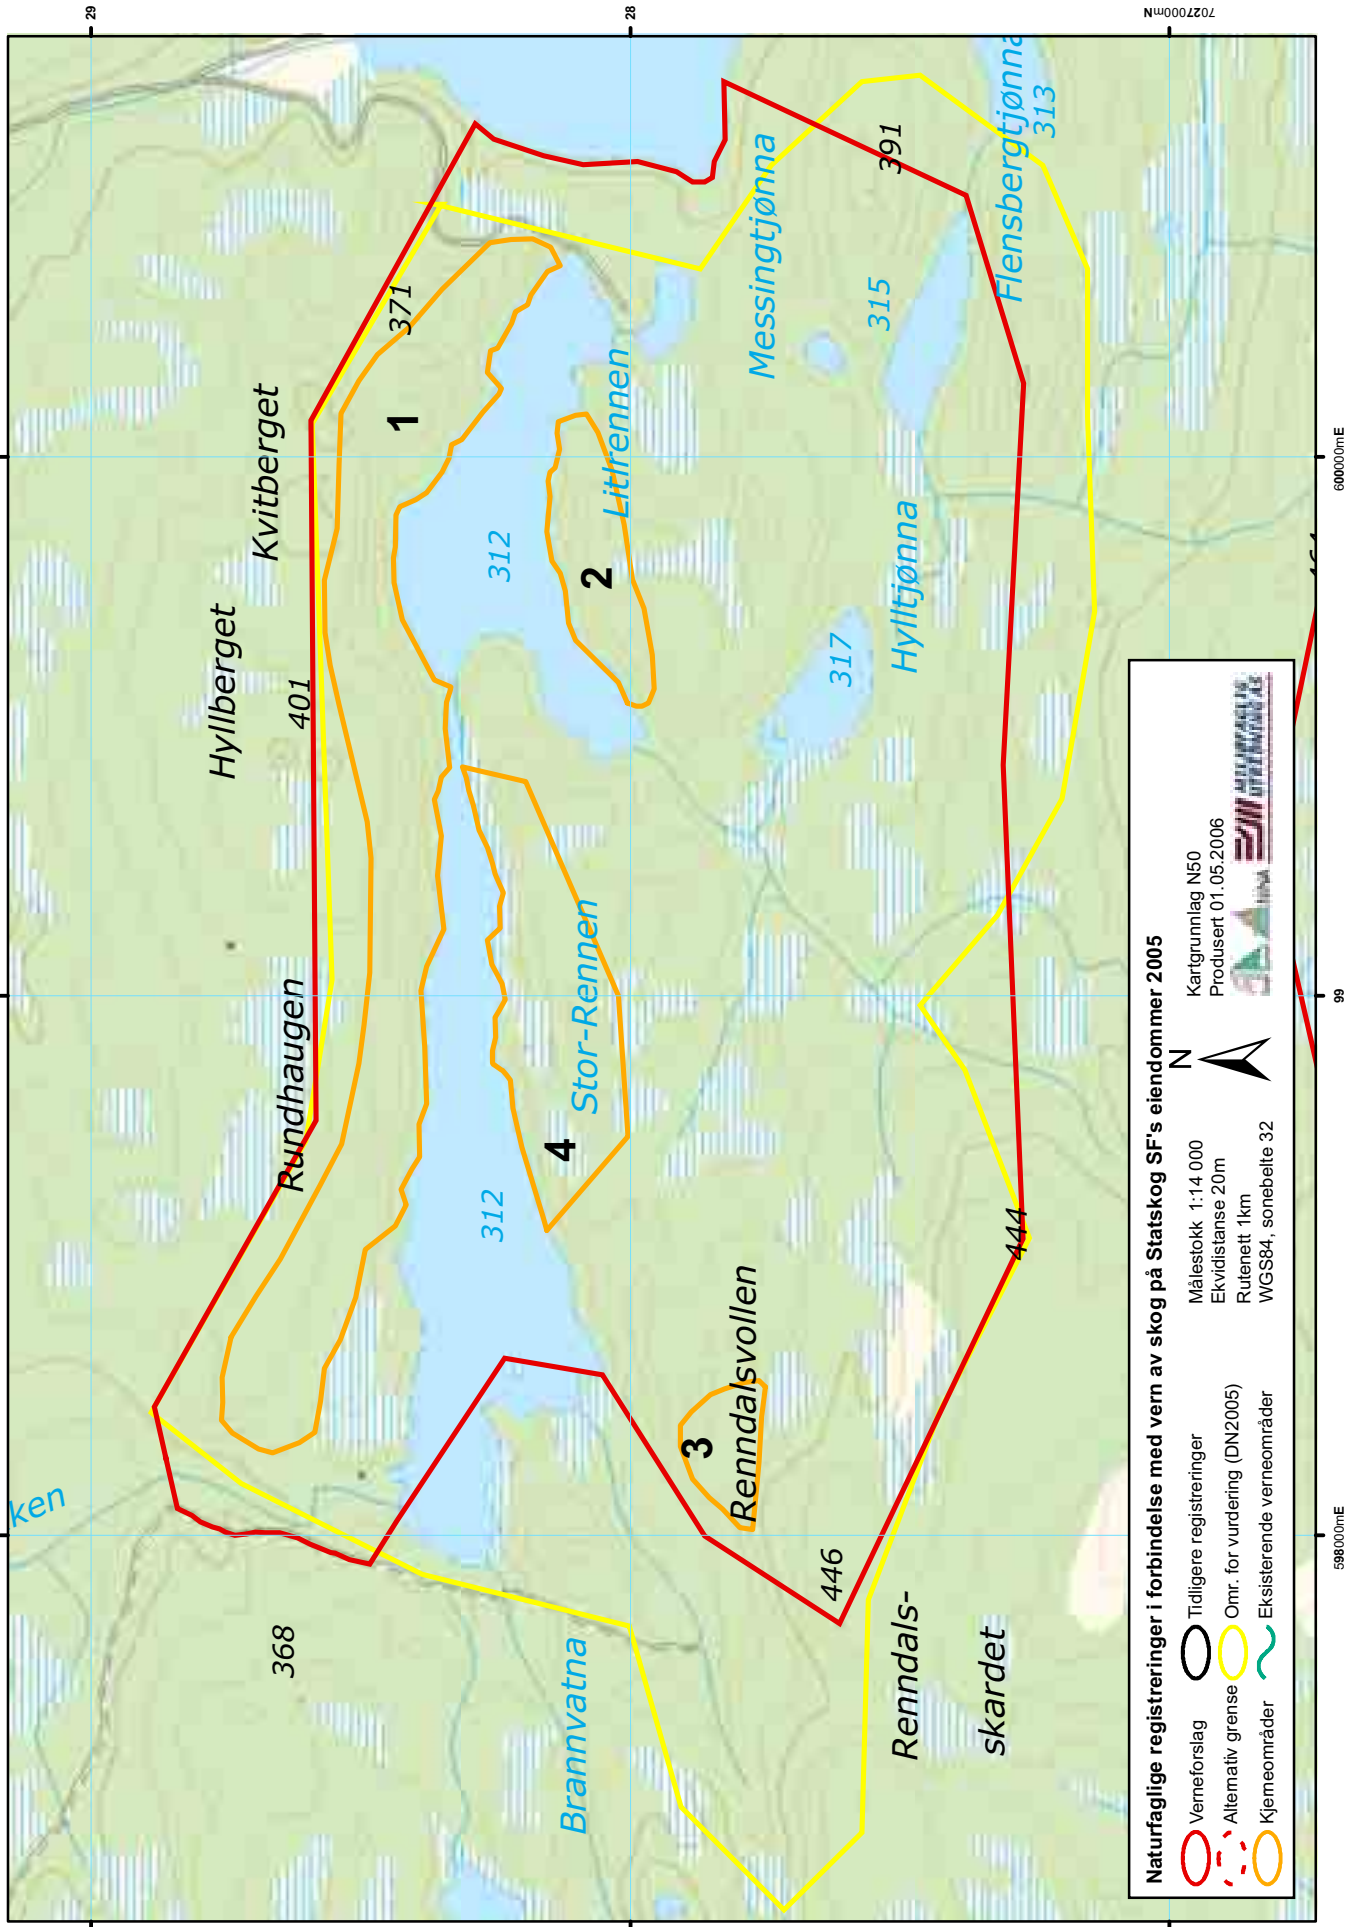 29
28
7027000mN
600000mE
99
598000mE
Kvitberget
Hyllberget
Rundhaugen
371
401
1
Litlrennen
312
2
Messingtjønna
391
Flensbergtjønna
313
315
Hylltjønna
317
Stor-Rennen
312
4
3
Renndalsvollen
444
446
Renndals-
skardet
368
Brannvatna
ken
Naturfaglige registreringer i forbindelse med vern av skog på Statskog SF's eiendommer 2005
Verneforslag
Alternativ grense
Kjerneområder
Tidligere registreringer
Omr. for vurdering (DN2005)
Eksisterende verneområder
Målestokk 1:14 000
Ekvidistanse 20m
Rutenett 1km
WGS84, sonebelte 32
N
Kartgrunnlag N50
Produsert 01.05.2006
NINA